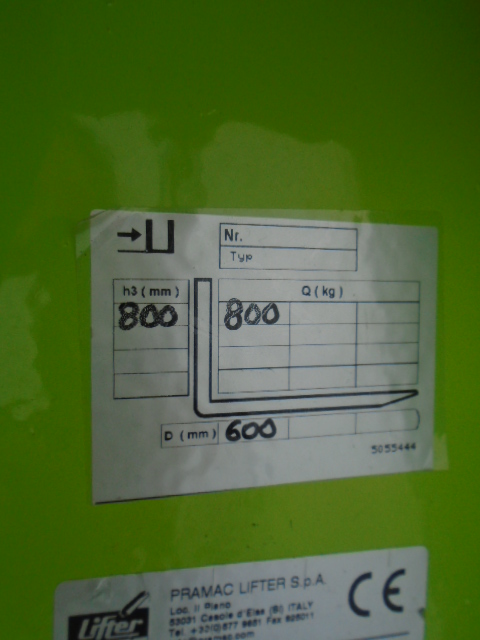 Nr.
Typ
h3 (mm) Q (kg)
800 800
D (mm) 600
5055444
PRAMAC LIFTER S.p.A.
Loc. Il Piano
53031 Casole d'Elsa (SI) ITALY
Lifter
CE